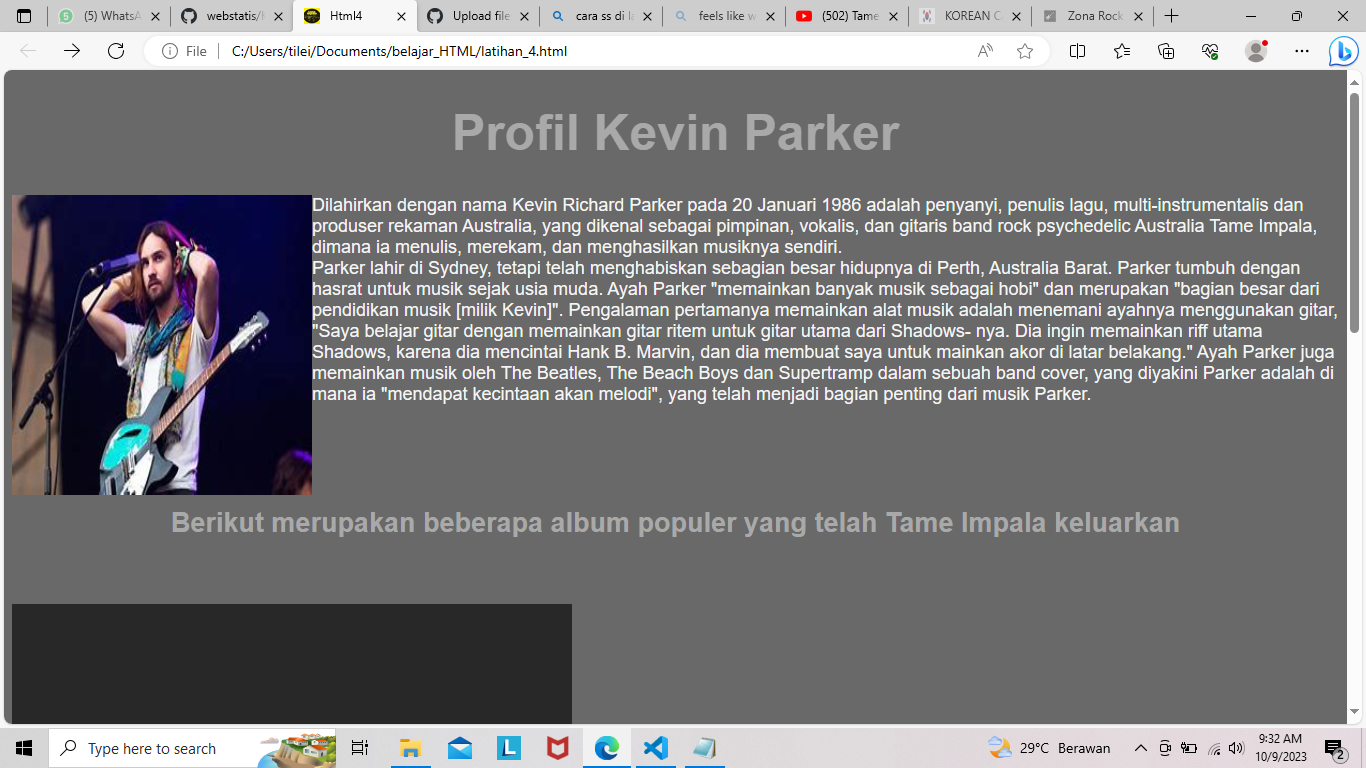 (5) WhatsA
webstatis/h
Html4
Upload file
cara ss di la
feels like w
(502) Tame
KOREAN C
Zona Rock
File
C:/Users/tilei/Documents/belajar_HTML/latihan_4.html
Profil Kevin Parker
Dilahirkan dengan nama Kevin Richard Parker pada 20 Januari 1986 adalah penyanyi, penulis lagu, multi-instrumentalis dan
produser rekaman Australia, yang dikenal sebagai pimpinan, vokalis, dan gitaris band rock psychedelic Australia Tame Impala,
dimana ia menulis, merekam, dan menghasilkan musiknya sendiri.
Parker lahir di Sydney, tetapi telah menghabiskan sebagian besar hidupnya di Perth, Australia Barat. Parker tumbuh dengan
hasrat untuk musik sejak usia muda. Ayah Parker "memainkan banyak musik sebagai hobi" dan merupakan "bagian besar dari
pendidikan musik [milik Kevin]". Pengalaman pertamanya memainkan alat musik adalah menemani ayahnya menggunakan gitar,
"Saya belajar gitar dengan memainkan gitar ritem untuk gitar utama dari Shadows- nya. Dia ingin memainkan riff utama
Shadows, karena dia mencintai Hank B. Marvin, dan dia membuat saya untuk mainkan akor di latar belakang." Ayah Parker juga
memainkan musik oleh The Beatles, The Beach Boys dan Supertramp dalam sebuah band cover, yang diyakini Parker adalah di
mana ia "mendapat kecintaan akan melodi", yang telah menjadi bagian penting dari musik Parker.
Berikut merupakan beberapa album populer yang telah Tame Impala keluarkan
Type here to search
29°C Berawan
9:32 AM
10/9/2023
2